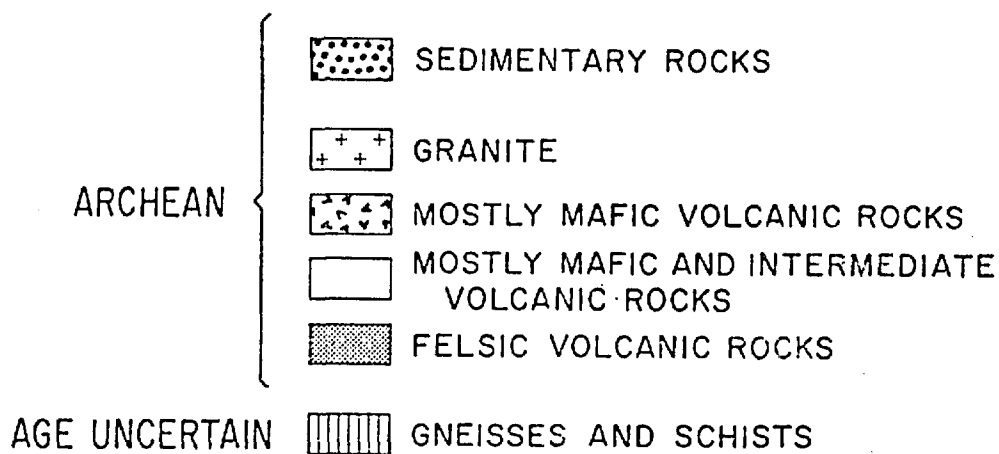 SEDIMENTARY ROCKS
GRANITE
ARCHEAN
MOSTLY MAFIC VOLCANIC ROCKS
MOSTLY MAFIC AND INTERMEDIATE
VOLCANIC ROCKS
FELSIC VOLCANIC ROCKS
AGE UNCERTAIN GNEISSES AND SCHISTS